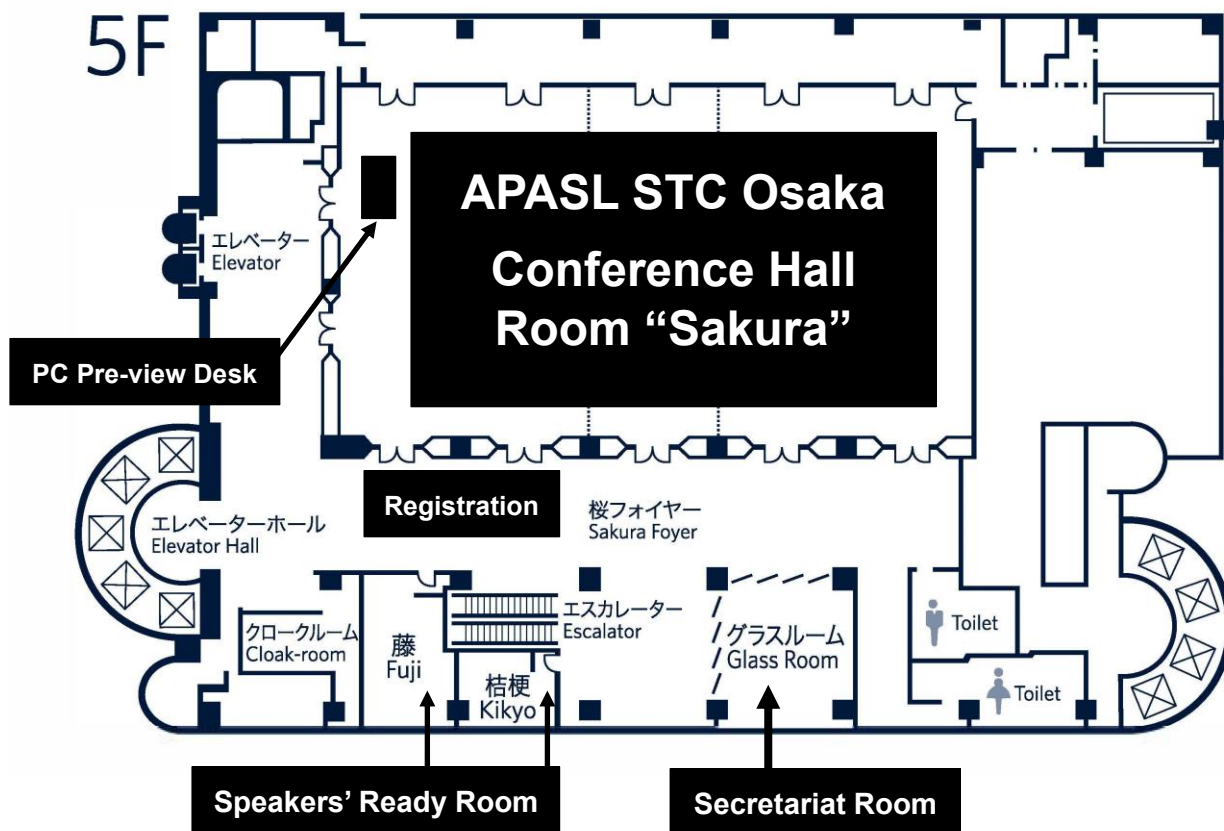 5F
APASL STC Osaka
Conference Hall
Room “Sakura”
エレベーター
Elevator
PC Pre-view Desk
Registration
桜フォイヤー
Sakura Foyer
エレベーターホール
Elevator Hall
クロークルーム
Cloak-room
藤
Fuji
エスカレーター
Escalator
桔梗
Kikyo
グラスルーム
Glass Room
Toilet
Toilet
Speakers’ Ready Room
Secretariat Room